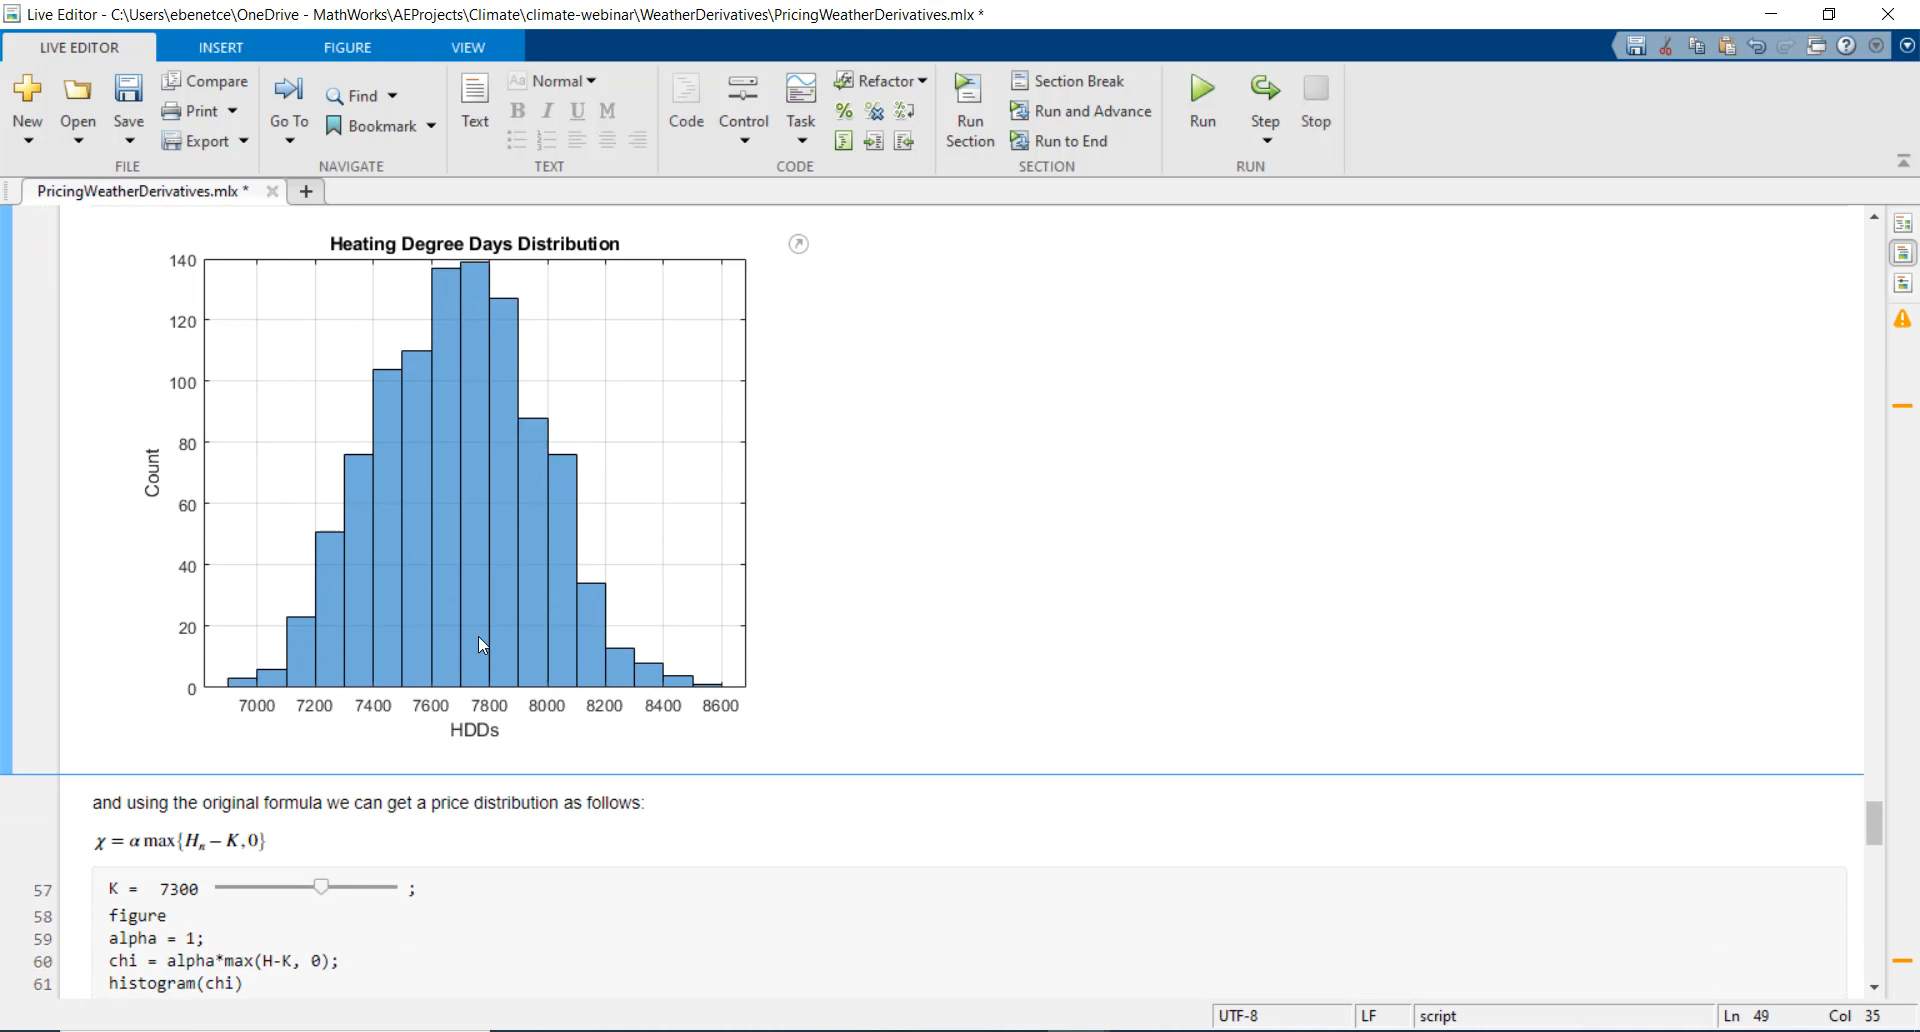 Live Editor - C:\Users\ebenetce\OneDrive - MathWorks\AEProjects\Climate\climate-webinar\WeatherDerivatives\PricingWeatherDerivatives.mlx *
LIVE EDITOR INSERT FIGURE VIEW
New
Open
Save
Compare
Print
Export
FILE
Go To
Find
Bookmark
NAVIGATE
Text
Aa Normal
B I U M
TEXT
Code
Control
Task
Refactor
CODE
Run
Section
Section Break
Run and Advance
Run to End
SECTION
Run
Step
Stop
RUN
PricingWeatherDerivatives.mlx *
Heating Degree Days Distribution
140
120
100
80
60
40
20
0
Count
7000 7200 7400 7600 7800 8000 8200 8400 8600
HDDs
and using the original formula we can get a price distribution as follows:
χ = α max{Hₙ − K, 0}
57 K = 7300 ;
58 figure
59 alpha = 1;
60 chi = alpha*max(H-K, 0);
61 histogram(chi)
UTF-8 LF script Ln 49 Col 35